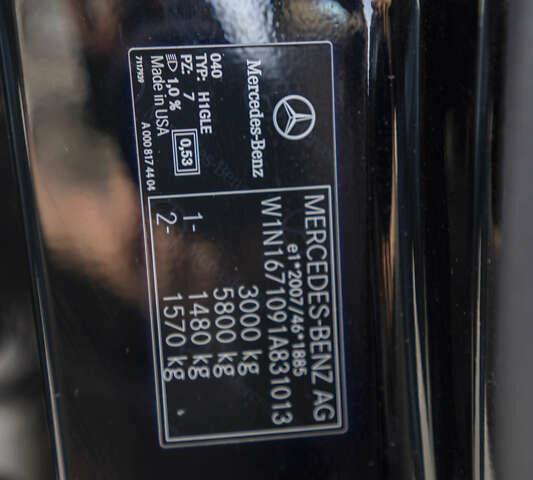 Mercedes-Benz
040
TYP: H1GLE
PZ: 7
1,0 %
0,53
Made in USA
7117939
A 000 817 44 04
MERCEDES-BENZ AG
e1*2007/46*1885
W1N1671091A831013
3000 kg
5800 kg
1- 1480 kg
2- 1570 kg